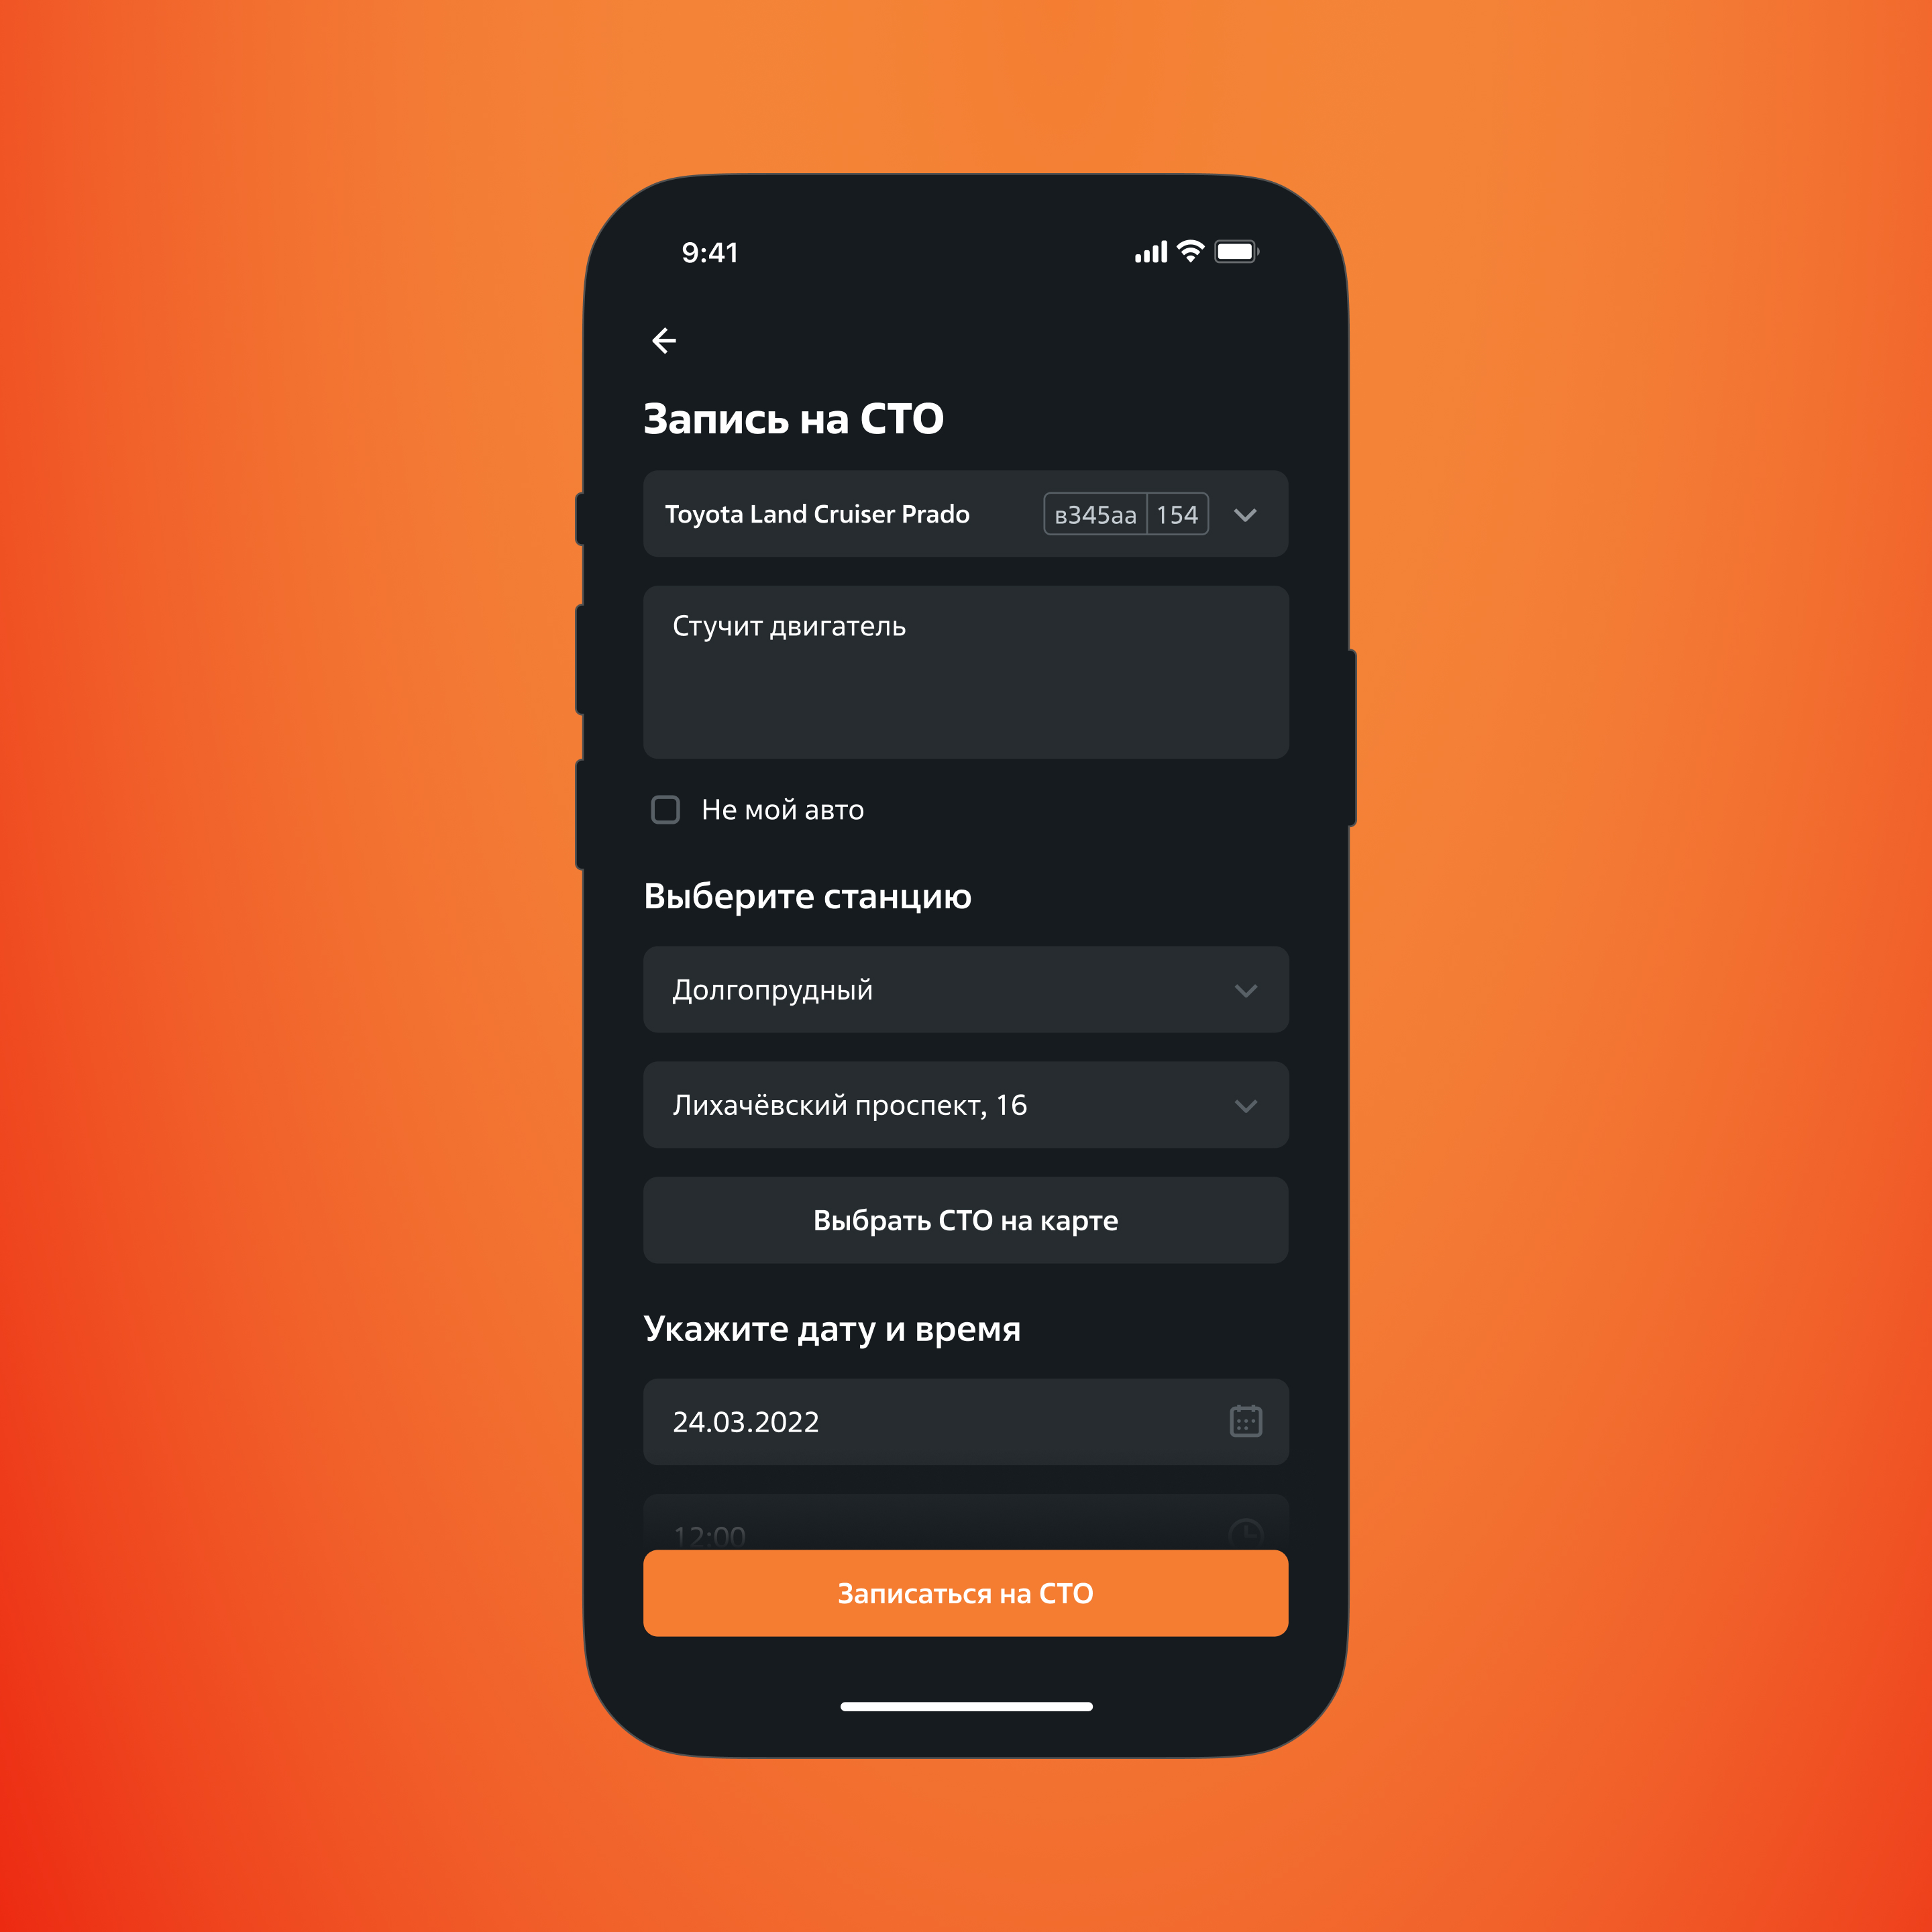 9:41
Запись на СТО
Toyota Land Cruiser Prado в345аа 154
Стучит двигатель
Не мой авто
Выберите станцию
Долгопрудный
Лихачёвский проспект, 16
Выбрать СТО на карте
Укажите дату и время
24.03.2022
12:00
Записаться на СТО